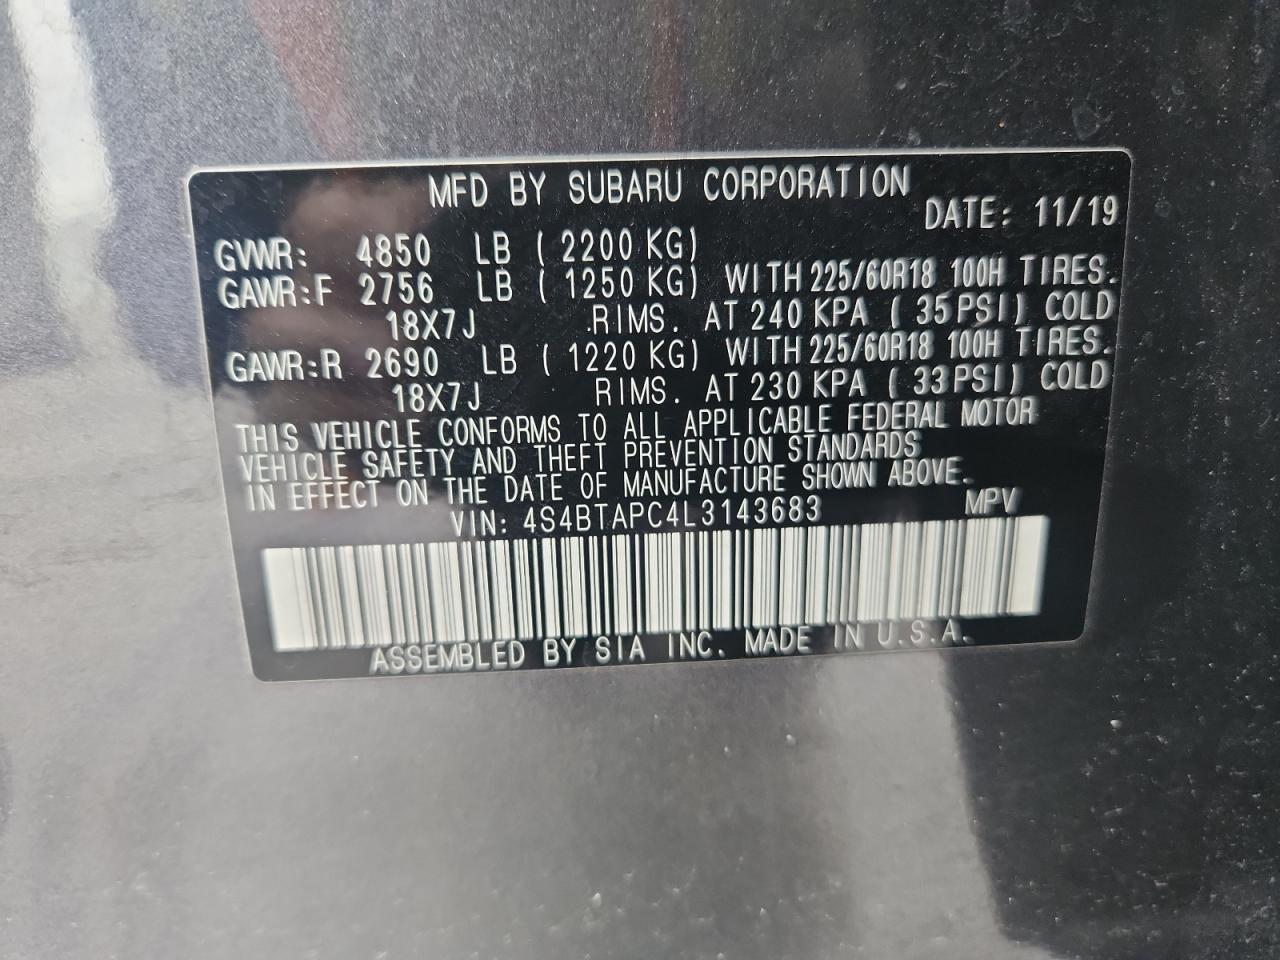 MFD BY SUBARU CORPORATION
DATE: 11/19
GVWR: 4850 LB ( 2200 KG)
GAWR:F 2756 LB ( 1250 KG) WITH 225/60R18 100H TIRES.
18X7J .RIMS. AT 240 KPA ( 35PSI) COLD
GAWR:R 2690 LB ( 1220 KG) WITH 225/60R18 100H TIRES.
18X7J RIMS. AT 230 KPA ( 33PSI) COLD
THIS VEHICLE CONFORMS TO ALL APPLICABLE FEDERAL MOTOR
VEHICLE SAFETY AND THEFT PREVENTION STANDARDS
IN EFFECT ON THE DATE OF MANUFACTURE SHOWN ABOVE.
VIN: 4S4BTAPC4L3143683 MPV
ASSEMBLED BY SIA INC. MADE IN U.S.A.